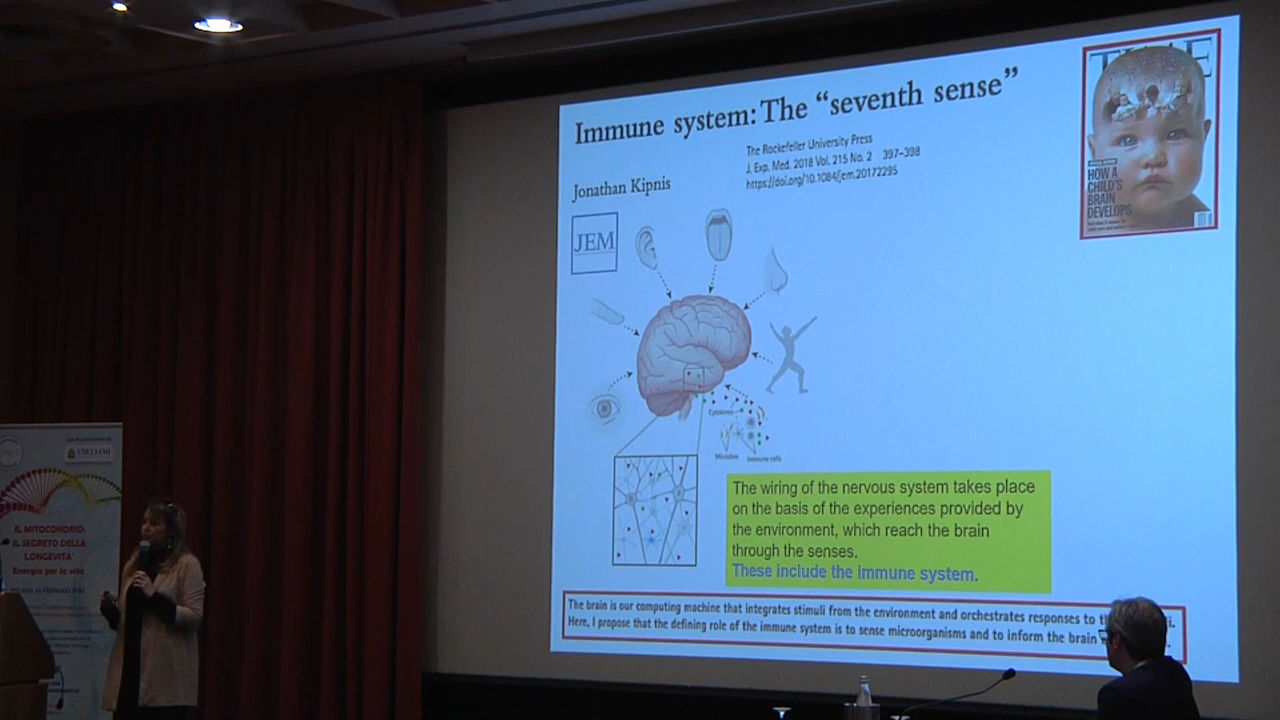 Immune system: The “seventh sense”
The Rockefeller University Press
J. Exp. Med. 2018 Vol. 215 No. 2 397–398
https://doi.org/10.1084/jem.20172295
Jonathan Kipnis
JEM
TIME
HOW A
CHILD'S
BRAIN
DEVELOPS
Cytokines
Microbes
Immune cells
The wiring of the nervous system takes place
on the basis of the experiences provided by
the environment, which reach the brain
through the senses.
These include the immune system.
The brain is our computing machine that integrates stimuli from the environment and orchestrates responses to
Here, I propose that the defining role of the immune system is to sense microorganisms and to inform the brain
IL MITOCONDRIO:
IL SEGRETO DELLA
LONGEVITA'
Energia per la vita